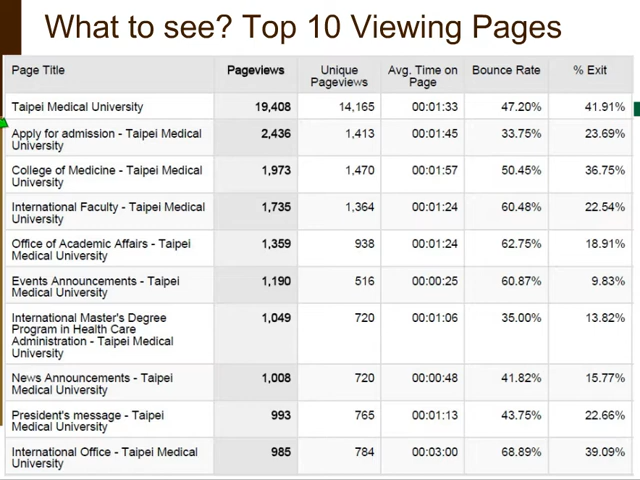 What to see? Top 10 Viewing Pages
Page Title Pageviews Unique Pageviews Avg. Time on Page Bounce Rate % Exit
Taipei Medical University 19,408 14,165 00:01:33 47.20% 41.91%
Apply for admission - Taipei Medical University 2,436 1,413 00:01:45 33.75% 23.69%
College of Medicine - Taipei Medical University 1,973 1,470 00:01:57 50.45% 36.75%
International Faculty - Taipei Medical University 1,735 1,364 00:01:24 60.48% 22.54%
Office of Academic Affairs - Taipei Medical University 1,359 938 00:01:24 62.75% 18.91%
Events Announcements - Taipei Medical University 1,190 516 00:00:25 60.87% 9.83%
International Master's Degree Program in Health Care Administration - Taipei Medical University 1,049 720 00:01:06 35.00% 13.82%
News Announcements - Taipei Medical University 1,008 720 00:00:48 41.82% 15.77%
President's message - Taipei Medical University 993 765 00:01:13 43.75% 22.66%
International Office - Taipei Medical University 985 784 00:03:00 68.89% 39.09%